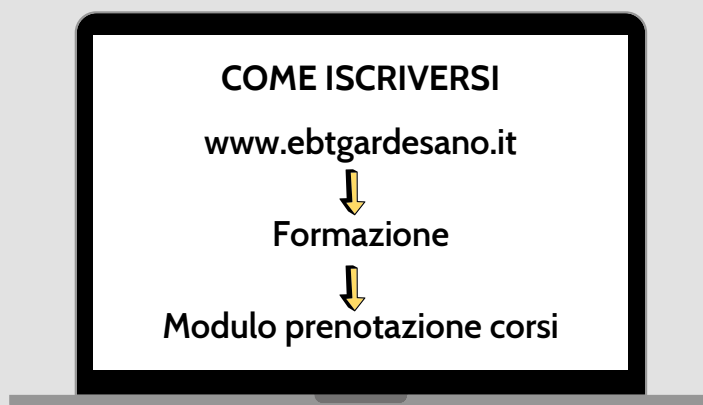 COME ISCRIVERSI
www.ebtgardesano.it
Formazione
Modulo prenotazione corsi